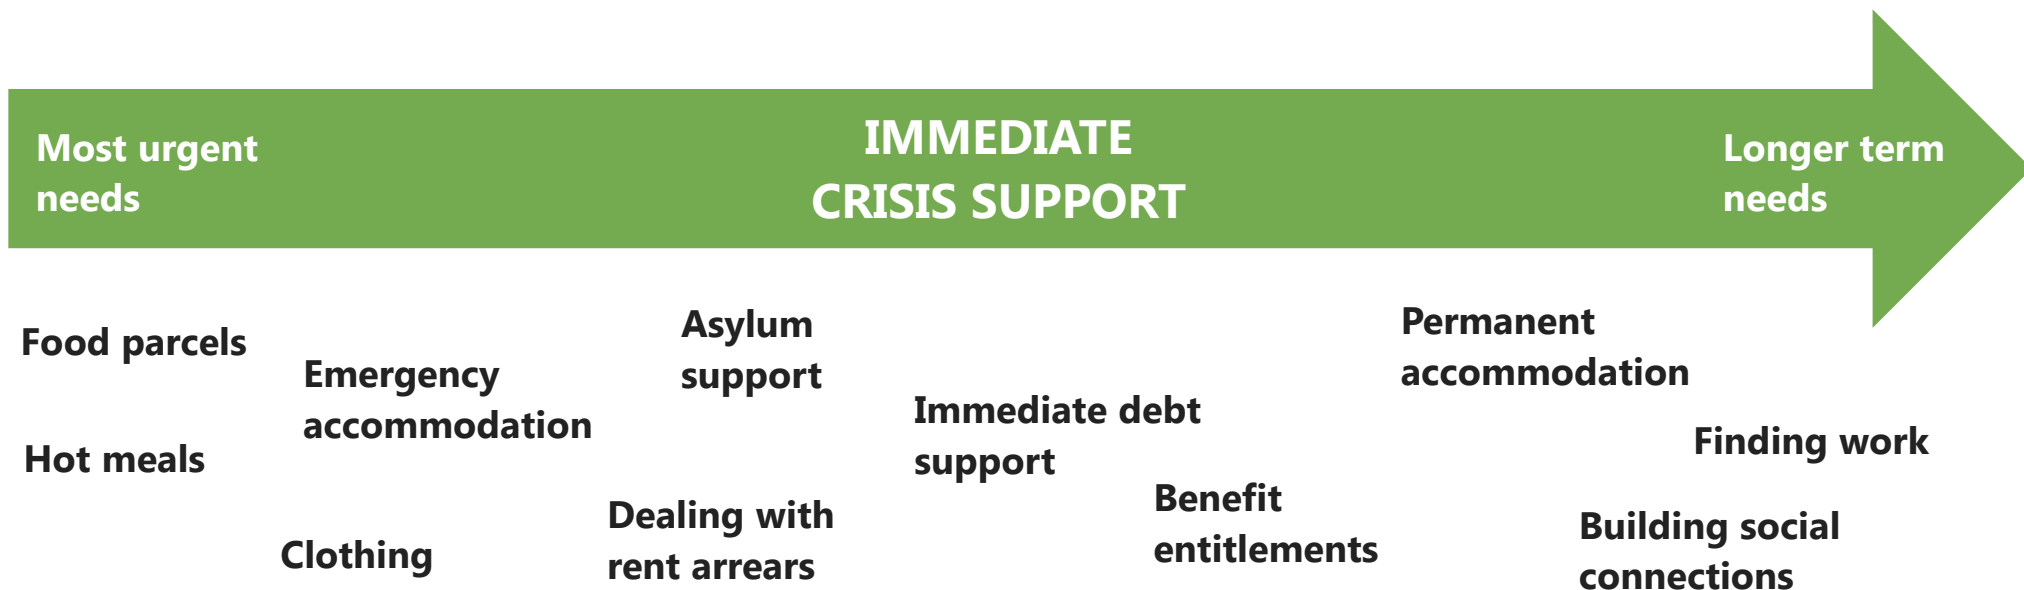 Most urgent
needs
IMMEDIATE
CRISIS SUPPORT
Longer term
needs
Food parcels
Hot meals
Emergency
accommodation
Clothing
Asylum
support
Dealing with
rent arrears
Immediate debt
support
Benefit
entitlements
Permanent
accommodation
Finding work
Building social
connections